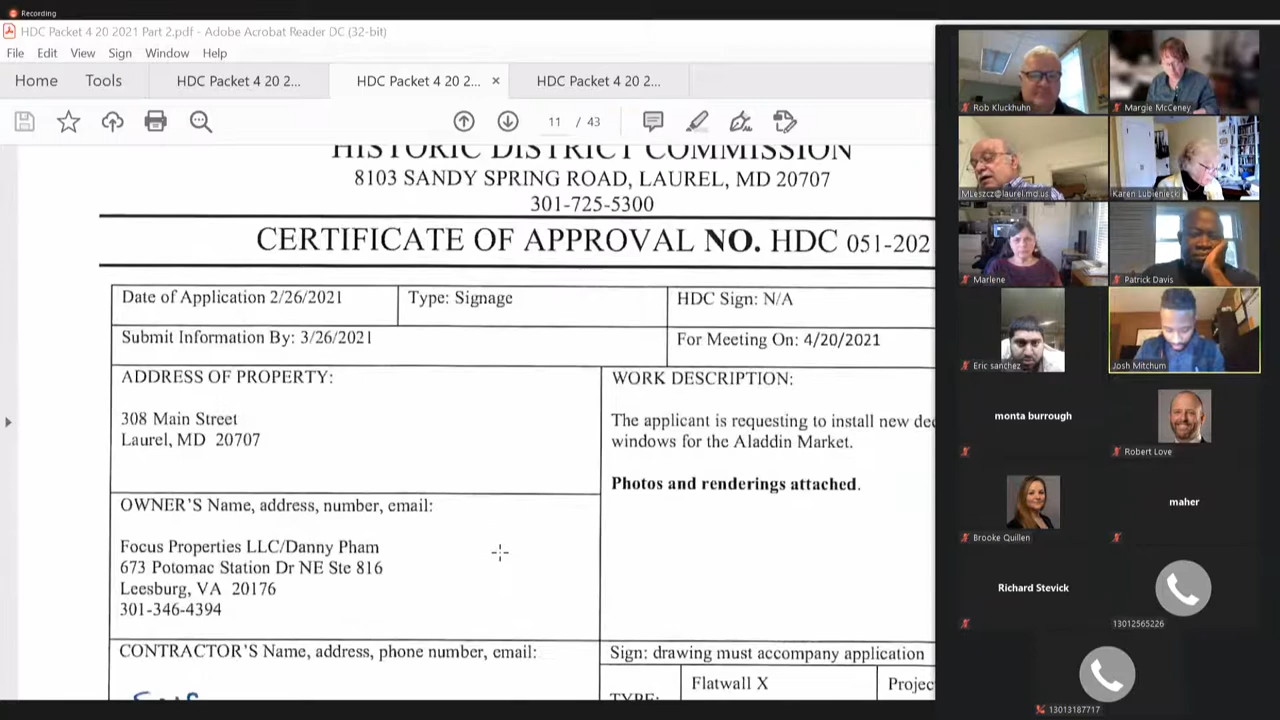 Recording
HDC Packet 4 20 2021 Part 2.pdf - Adobe Acrobat Reader DC (32-bit)
File Edit View Sign Window Help
Home Tools HDC Packet 4 20 2... HDC Packet 4 20 2... × HDC Packet 4 20 2...
11 / 43
HISTORIC DISTRICT COMMISSION
8103 SANDY SPRING ROAD, LAUREL, MD 20707
301-725-5300
CERTIFICATE OF APPROVAL NO. HDC 051-202
Date of Application 2/26/2021 Type: Signage HDC Sign: N/A
Submit Information By: 3/26/2021 For Meeting On: 4/20/2021
ADDRESS OF PROPERTY:
308 Main Street
Laurel, MD 20707
WORK DESCRIPTION:
The applicant is requesting to install new dec
windows for the Aladdin Market.
Photos and renderings attached.
OWNER'S Name, address, number, email:
Focus Properties LLC/Danny Pham
673 Potomac Station Dr NE Ste 816
Leesburg, VA 20176
301-346-4394
CONTRACTOR'S Name, address, phone number, email:
Sign: drawing must accompany application
TYPE: Flatwall X Projec
Rob Kluckhuhn Margie McCeney
MLeszcz@laurel.md.us Karen Lubieniecki
Marlene Patrick Davis
Eric sanchez Josh Mitchum
monta burrough Robert Love
Brooke Quillen maher
Richard Stevick 13012565226
13013187717